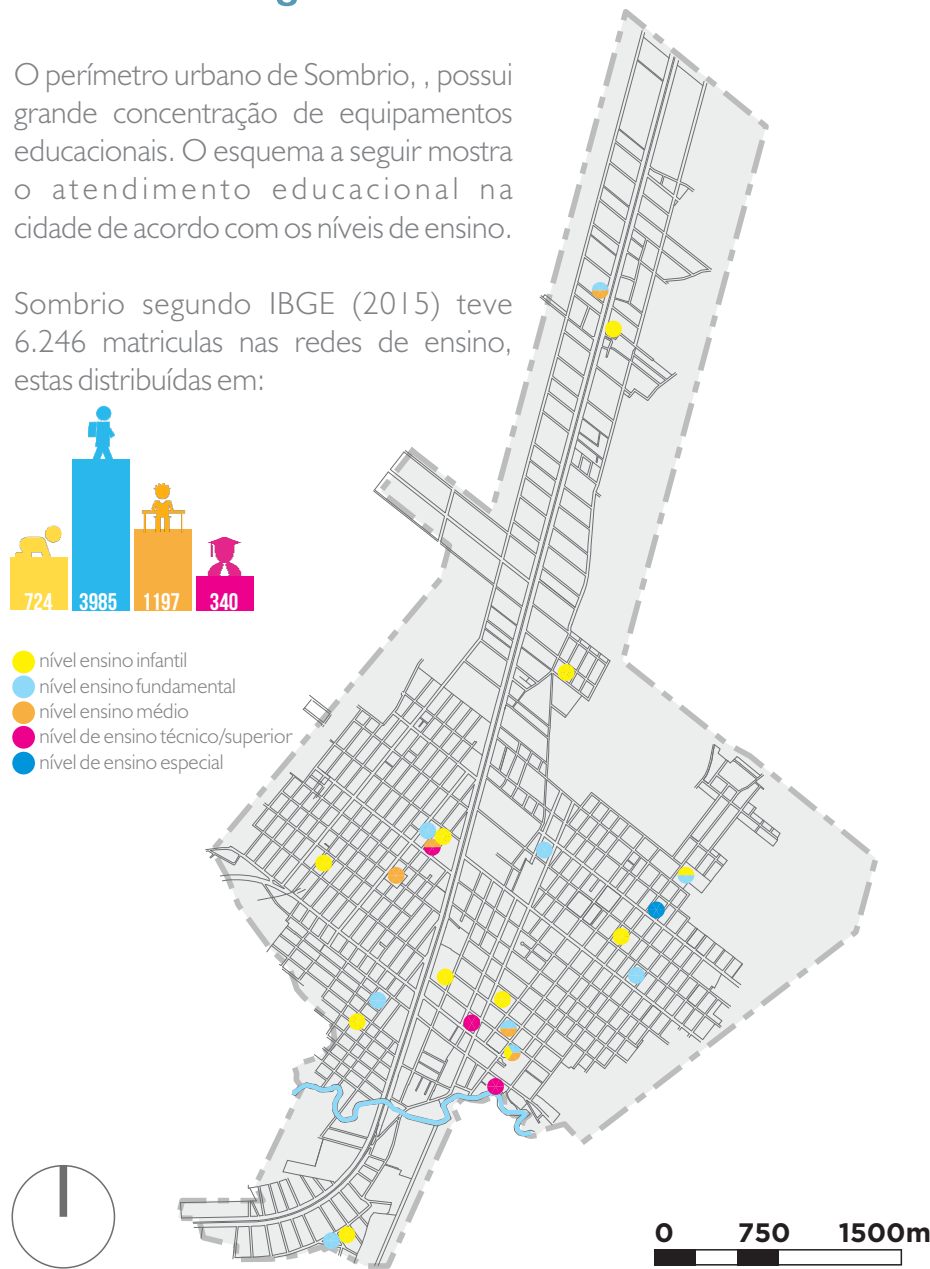 O perímetro urbano de Sombrio, , possui
grande concentração de equipamentos
educacionais. O esquema a seguir mostra
o atendimento educacional na
cidade de acordo com os níveis de ensino.
Sombrio segundo IBGE (2015) teve
6.246 matriculas nas redes de ensino,
estas distribuídas em:
724 3985 1197 340
nível ensino infantil
nível ensino fundamental
nível ensino médio
nível de ensino técnico/superior
nível de ensino especial
0 750 1500m